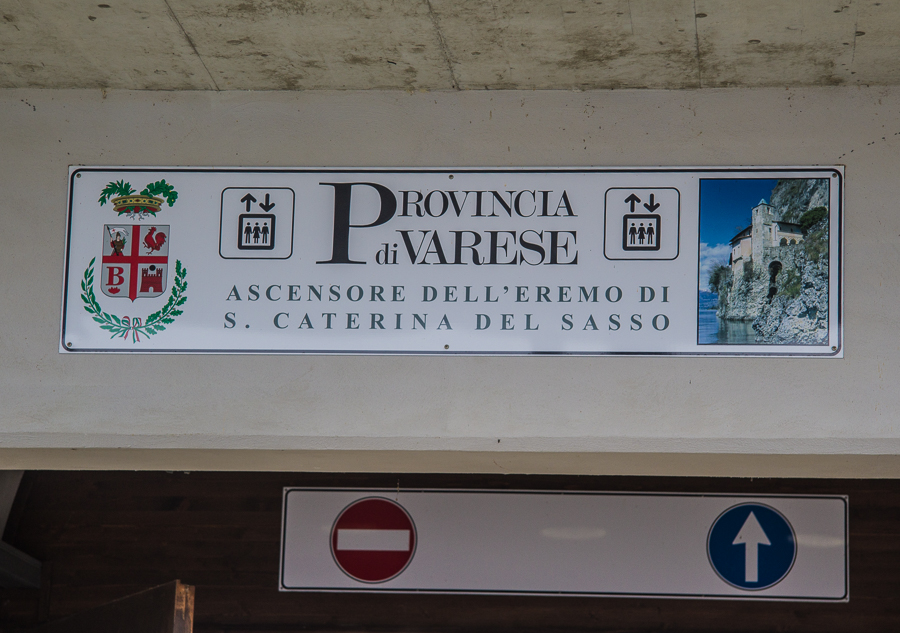 PROVINCIA
di VARESE
ASCENSORE DELL'EREMO DI
S. CATERINA DEL SASSO
B